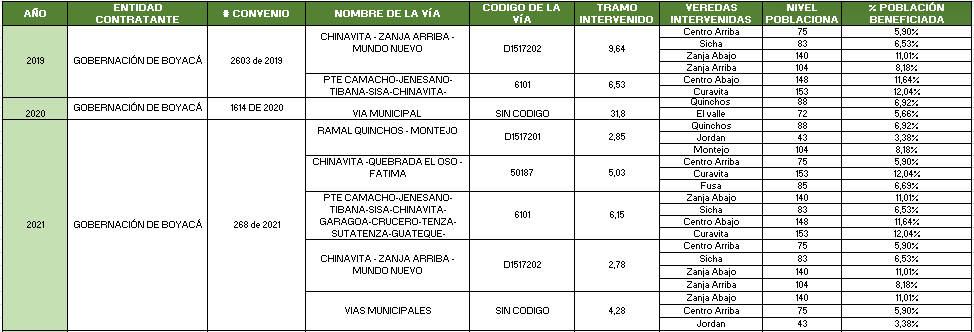 AÑO ENTIDAD CONTRATANTE # CONVENIO NOMBRE DE LA VÍA CODIGO DE LA VÍA TRAMO INTERVENIDO VEREDAS INTERVENIDAS NIVEL POBLACIONA % POBLACIÓN BENEFICIADA
2019 GOBERNACIÓN DE BOYACÁ 2603 de 2019
CHINAVITA - ZANJA ARRIBA - MUNDO NUEVO D1517202 9,64
Centro Arriba 75 5,90%
Sicha 83 6,53%
Zanja Abajo 140 11,01%
Zanja Arriba 104 8,18%
PTE CAMACHO-JENESANO-TIBANA-SISA-CHINAVITA- 6101 6,53
Centro Abajo 148 11,64%
Curavita 153 12,04%
2020 GOBERNACIÓN DE BOYACÁ 1614 DE 2020
VIA MUNICIPAL SIN CODIGO 31,8
Quinchos 88 6,92%
El valle 72 5,66%
2021 GOBERNACIÓN DE BOYACÁ 268 de 2021
RAMAL QUINCHOS - MONTEJO D1517201 2,85
Quinchos 88 6,92%
Jordan 43 3,38%
Montejo 104 8,18%
CHINAVITA -QUEBRADA EL OSO - FATIMA 50187 5,03
Centro Arriba 75 5,90%
Curavita 153 12,04%
Fusa 85 6,69%
PTE CAMACHO-JENESANO-TIBANA-SISA-CHINAVITA-GARAGOA-CRUCERO-TENZA-SUTATENZA-GUATEQUE- 6101 6,15
Zanja Abajo 140 11,01%
Sicha 83 6,53%
Centro Abajo 148 11,64%
Curavita 153 12,04%
CHINAVITA - ZANJA ARRIBA - MUNDO NUEVO D1517202 2,78
Centro Arriba 75 5,90%
Sicha 83 6,53%
Zanja Abajo 140 11,01%
Zanja Arriba 104 8,18%
VIAS MUNICIPALES SIN CODIGO 4,28
Zanja Abajo 140 11,01%
Centro Arriba 75 5,90%
Jordan 43 3,38%